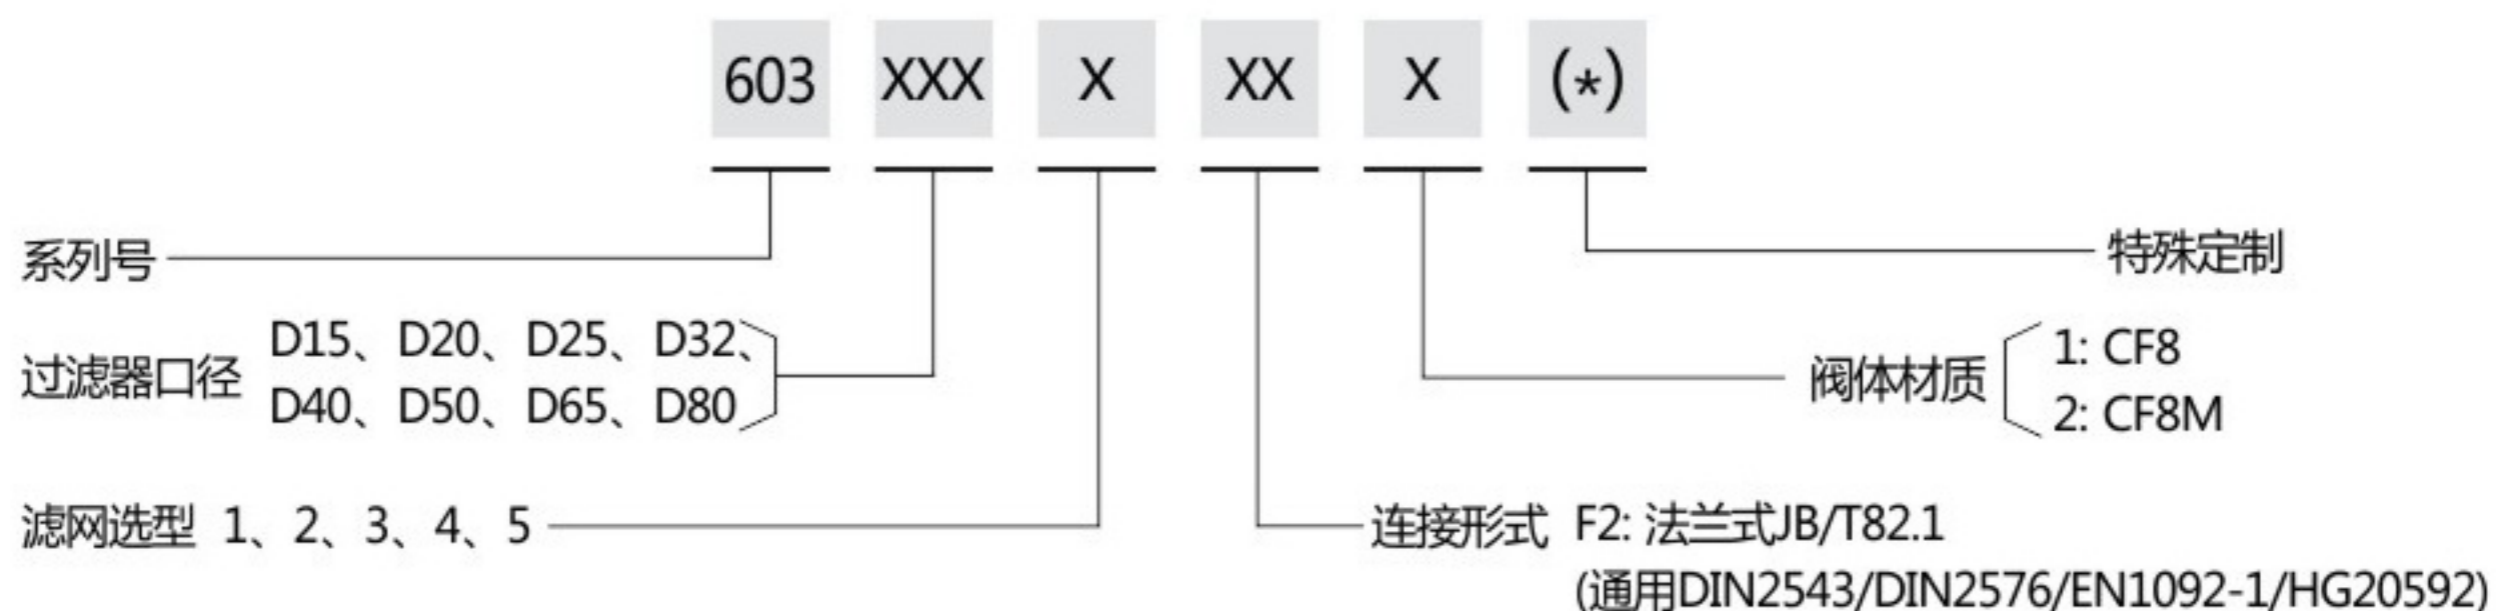 603 XXX X XX X (*)
系列号
特殊定制
过滤器口径 D15、D20、D25、D32、
D40、D50、D65、D80
阀体材质 1: CF8
2: CF8M
滤网选型 1、2、3、4、5
连接形式 F2: 法兰式JB/T82.1
(通用DIN2543/DIN2576/EN1092-1/HG20592)